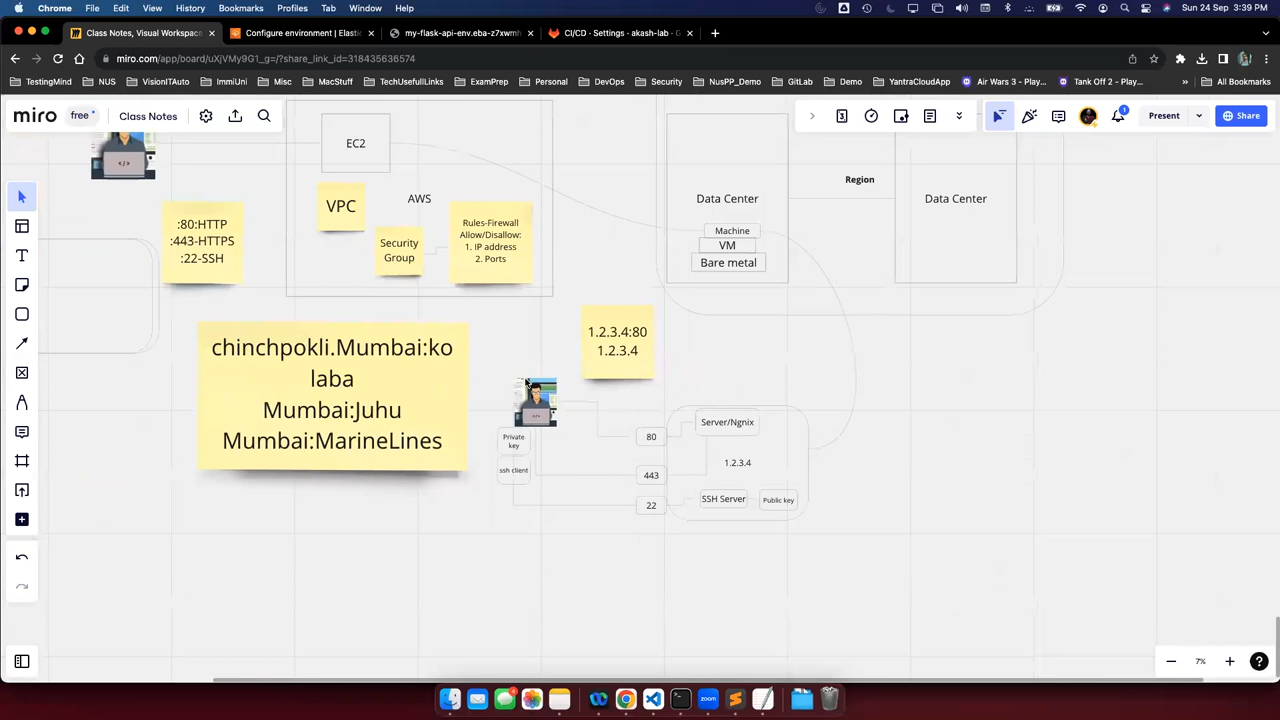 Chrome File Edit View History Bookmarks Profiles Tab Window Help Sun 24 Sep 3:39 PM
Class Notes, Visual Workspace Configure environment | Elastic my-flask-api-env.eba-z7xwmh CI/CD · Settings · akash-lab · G
miro.com/app/board/uXjVMy9G1_g=/?share_link_id=318435636574
TestingMind NUS VisionITAuto ImmiUni Misc MacStuff TechUsefullLinks ExamPrep Personal DevOps Security NusPP_Demo GitLab Demo YantraCloudApp Air Wars 3 - Play... Tank Off 2 - Play... » All Bookmarks
miro free Class Notes 3 1 Present Share
EC2
VPC
AWS
Security
Group
Rules-Firewall
Allow/Disallow:
1. IP address
2. Ports
:80:HTTP
:443-HTTPS
:22-SSH
Data Center
Region
Data Center
Machine
VM
Bare metal
chinchpokli.Mumbai:ko
laba
Mumbai:Juhu
Mumbai:MarineLines
1.2.3.4:80
1.2.3.4
Private
key
ssh client
80
443
22
Server/Ngnix
1.2.3.4
SSH Server
Public key
7%